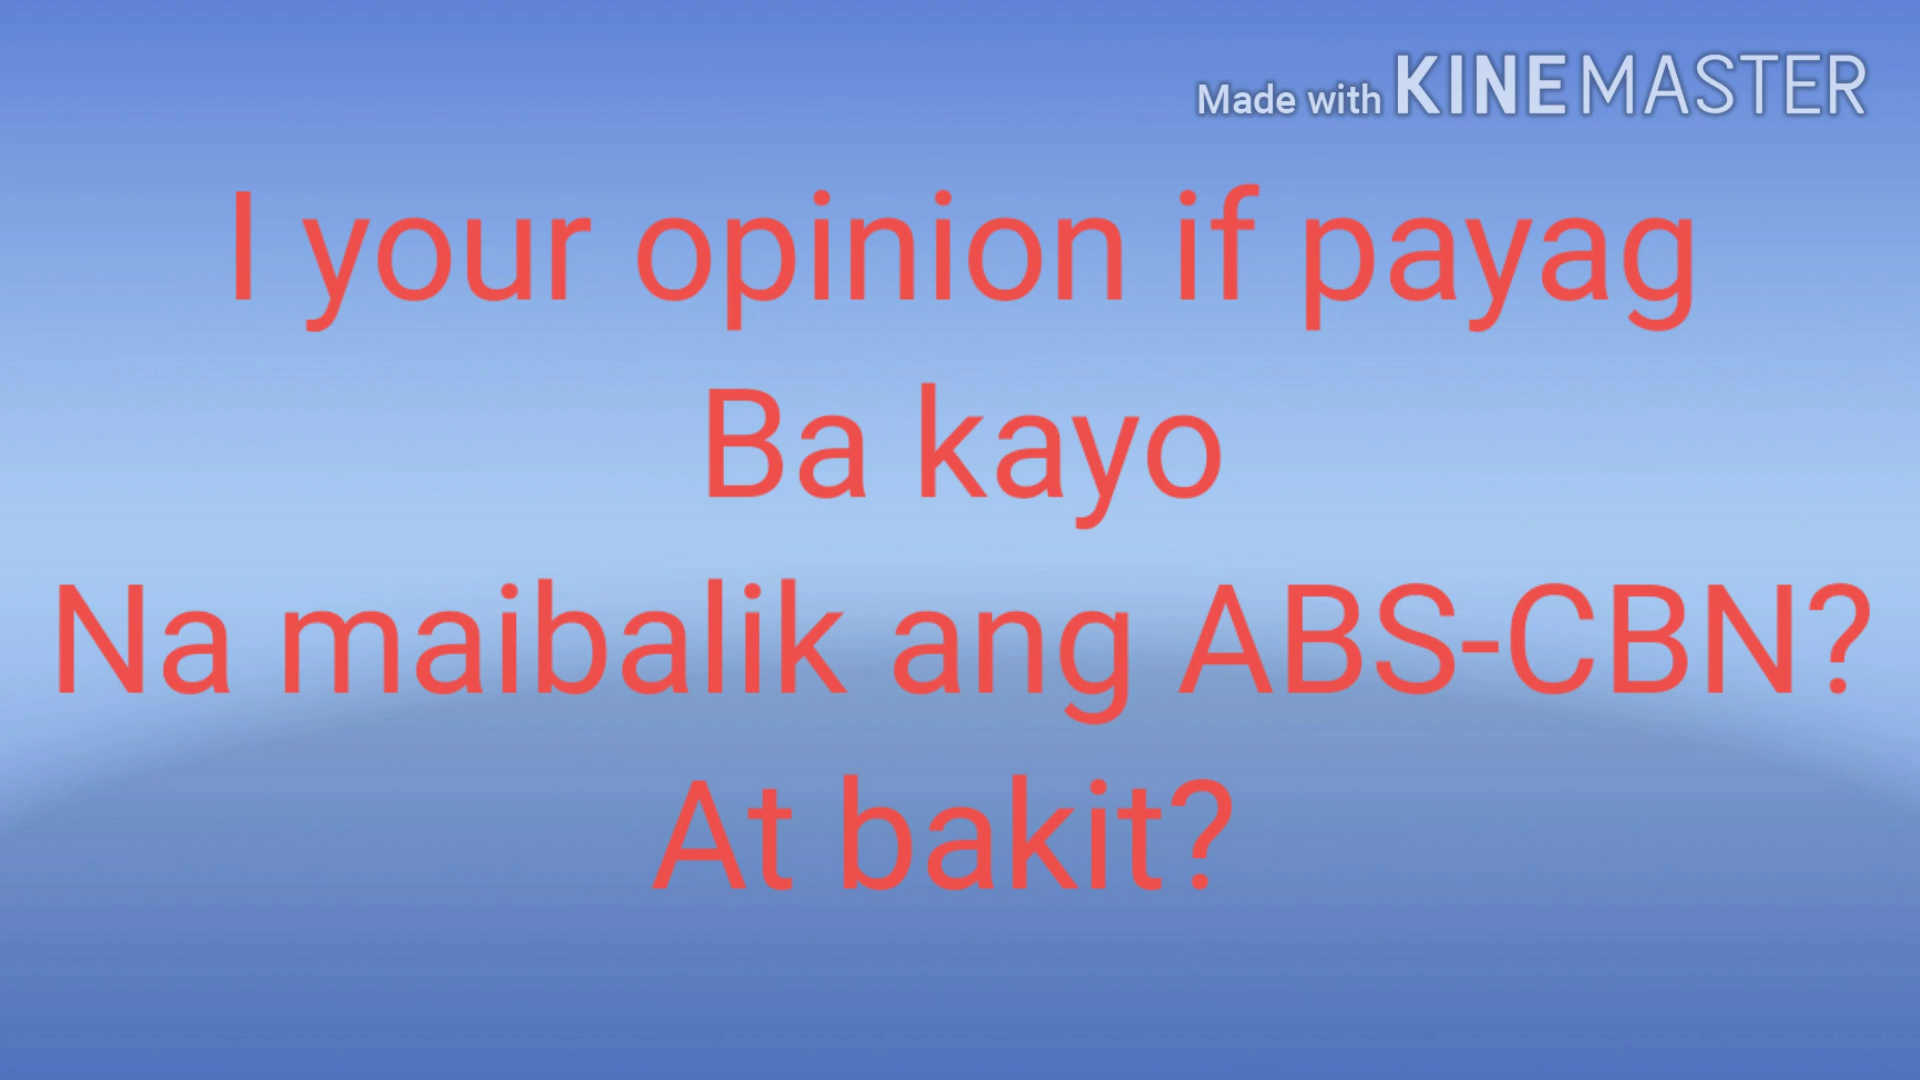 Made with KINEMASTER
I your opinion if payag
Ba kayo
Na maibalik ang ABS-CBN?
At bakit?